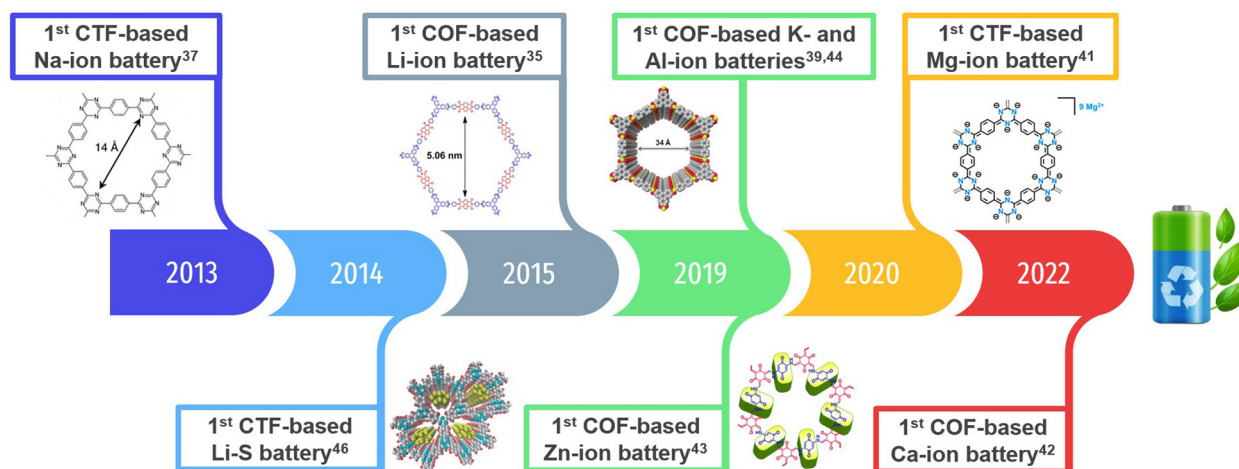 1st CTF-based
Na-ion battery37
1st COF-based
Li-ion battery35
1st COF-based K- and
Al-ion batteries39,44
1st CTF-based
Mg-ion battery41
14 Å
5.06 nm
34 Å
9 Mg2+
2013
2014
2015
2019
2020
2022
1st CTF-based
Li-S battery46
1st COF-based
Zn-ion battery43
1st COF-based
Ca-ion battery42